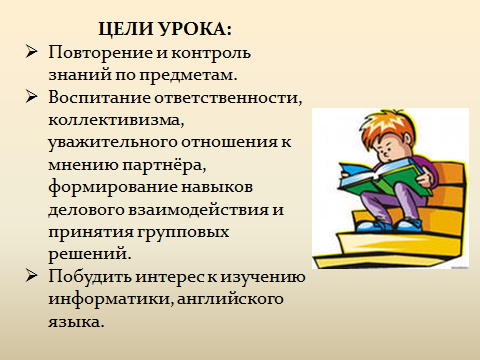 ЦЕЛИ УРОКА:
➢ Повторение и контроль
знаний по предметам.
➢ Воспитание ответственности,
коллективизма,
уважительного отношения к
мнению партнёра,
формирование навыков
делового взаимодействия и
принятия групповых
решений.
➢ Побудить интерес к изучению
информатики, английского
языка.